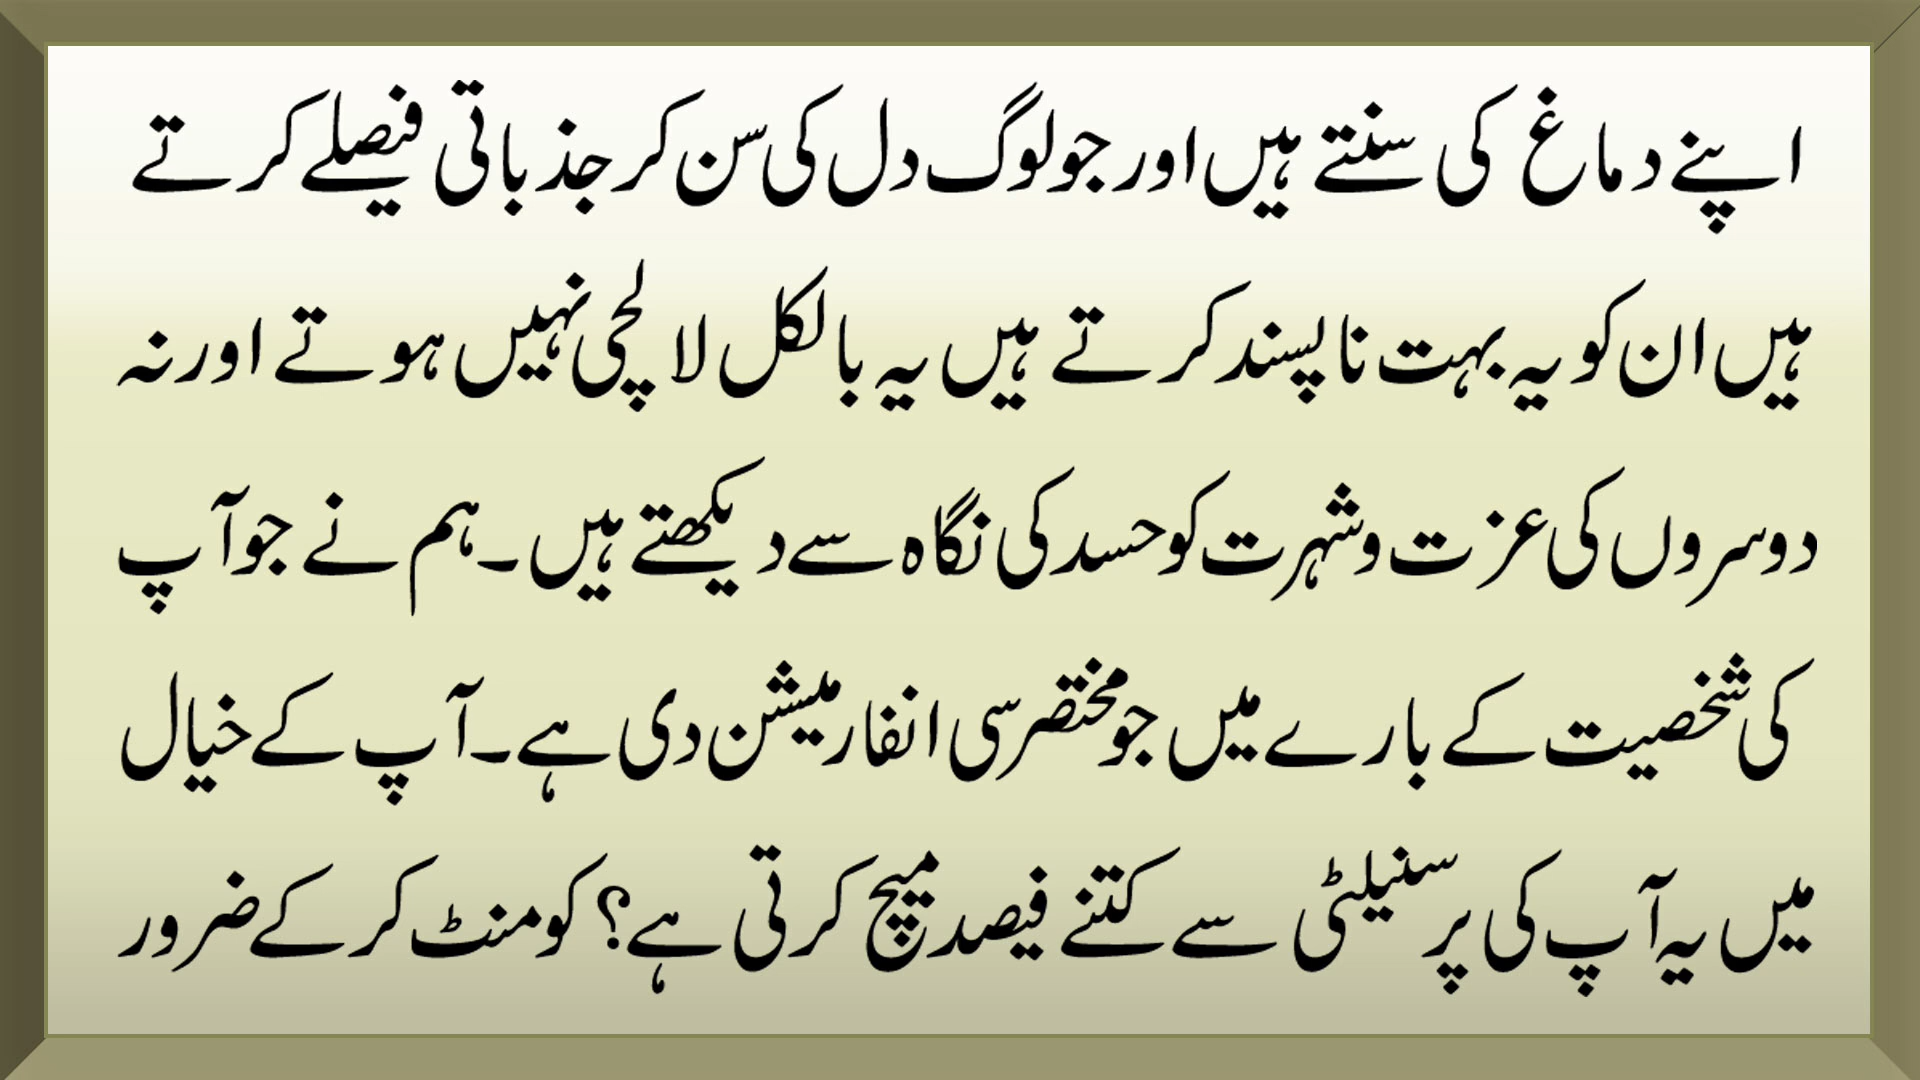 اپنے دماغ کی سنتے ہیں اور جو لوگ دل کی سن کر جذباتی فیصلے کرتے
ہیں ان کو یہ بہت ناپسند کرتے ہیں یہ بالکل لالچی نہیں ہوتے اور نہ
دوسروں کی عزت و شہرت کو حسد کی نگاہ سے دیکھتے ہیں۔ ہم نے جو آپ
کی شخصیت کے بارے میں جو مختصر سی انفارمیشن دی ہے۔ آپ کے خیال
میں یہ آپ کی پرسنیلٹی سے کتنے فیصد میچ کرتی ہے؟ کومنٹ کر کے ضرور